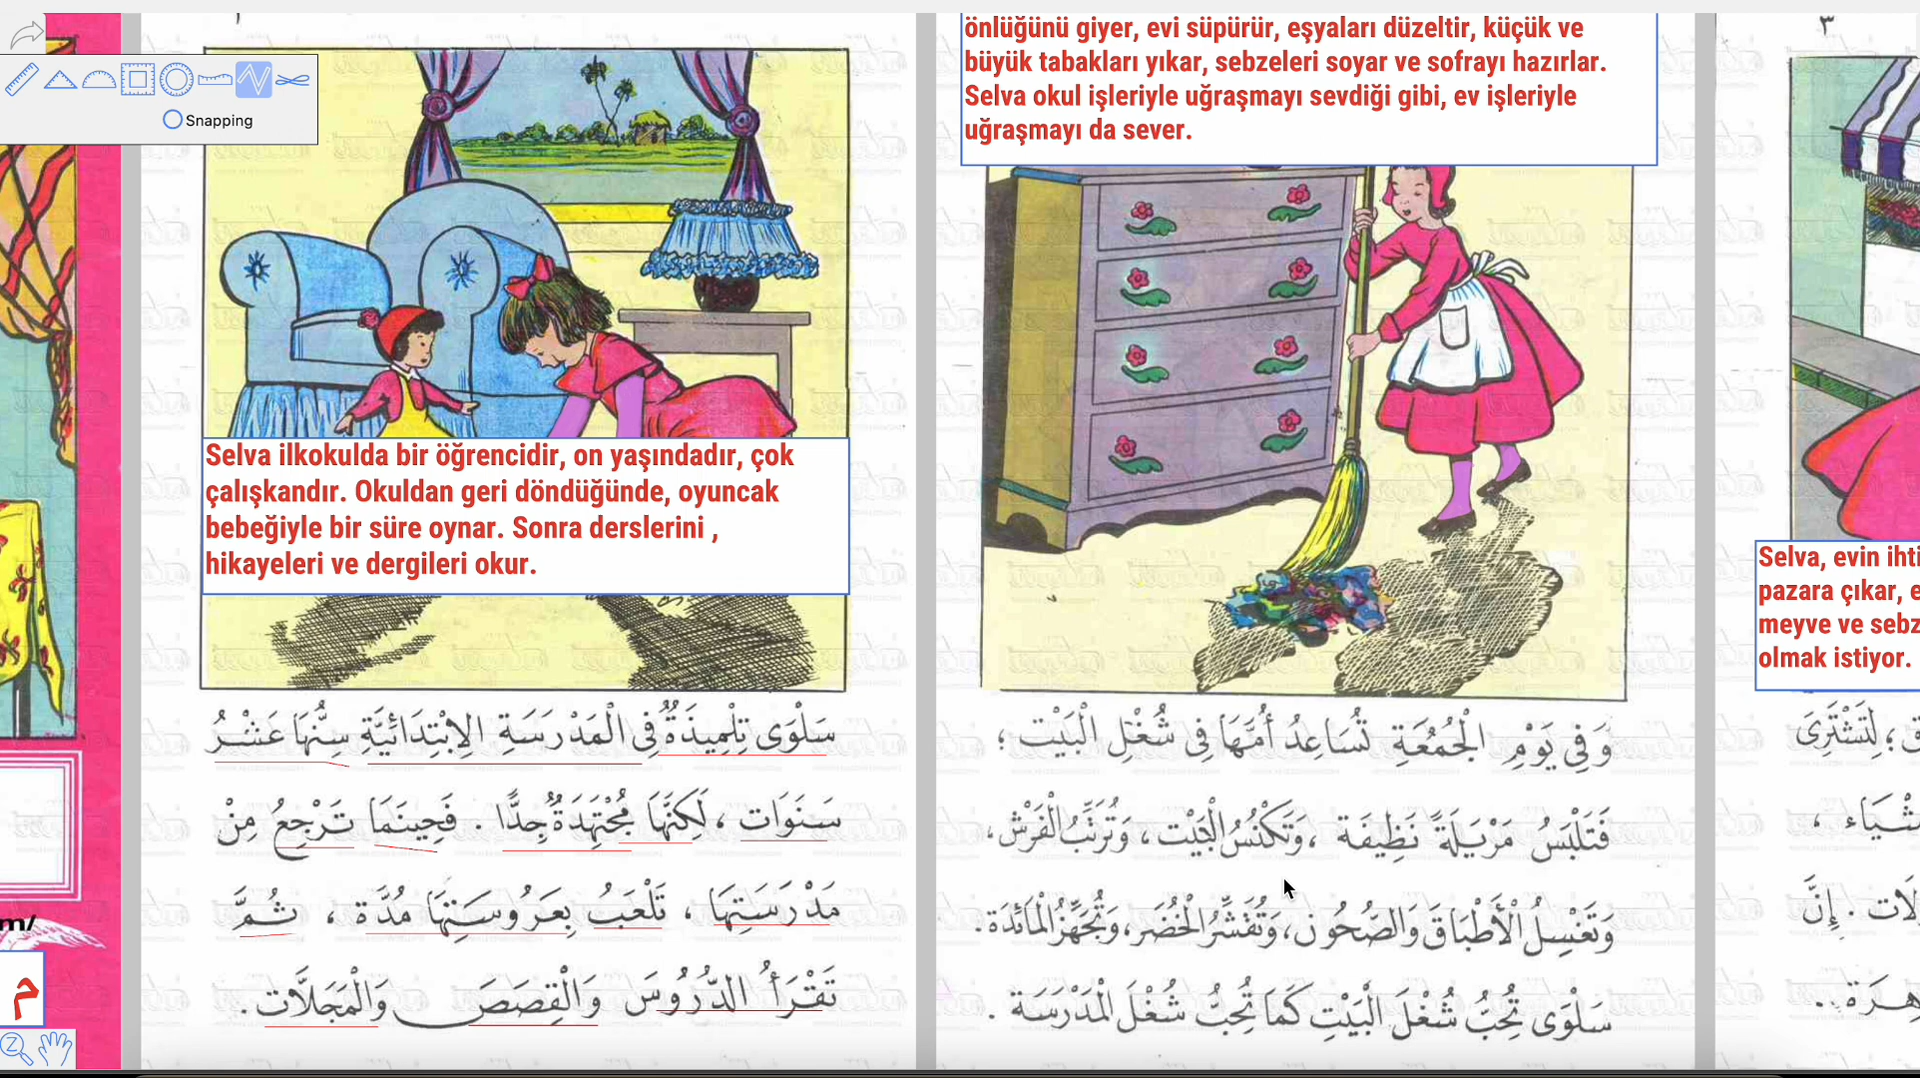 Snapping
Selva ilkokulda bir öğrencidir, on yaşındadır, çok
çalışkandır. Okuldan geri döndüğünde, oyuncak
bebeğiyle bir süre oynar. Sonra derslerini ,
hikayeleri ve dergileri okur.
سَلْوَى تِلْمِيذَةٌ فِى الْمَدْرَسَةِ الِابْتِدَائِيَّةِ سِنُّهَا عَشْرُ
سَنَوَات ، لَكِنَّهَا مُجْتَهِدَةٌ جِدًّا . فَحِينَمَا تَرْجِعُ مِنْ
مَدْرَسَتِهَا ، تَلْعَبُ بِعَرُوسَتِهَا مُدَّة ، ثُمَّ
تَقْرَأُ الدُّرُوسَ وَالْقِصَصَ وَالْمَجَلَّات .
önlüğünü giyer, evi süpürür, eşyaları düzeltir, küçük ve
büyük tabakları yıkar, sebzeleri soyar ve sofrayı hazırlar.
Selva okul işleriyle uğraşmayı sevdiği gibi, ev işleriyle
uğraşmayı da sever.
وَفِى يَوْمِ الْجُمُعَةِ تُسَاعِدُ أُمَّهَا فِى شُغْلِ الْبَيْتِ ؛
فَتَلْبَسُ مَرْيَلَةً نَظِيفَة ، وَتَكْنُسُ الْبَيْت ، وَتُرَتِّبُ الْفَرْش ،
وَتَغْسِلُ الْأَطْبَاقَ وَالصُّحُون ، وَتُقَشِّرُ الْخُضَر ، وَتُجَهِّزُ الْمَائدَة .
سَلْوَى تُحِبُّ شُغْلَ الْبَيْتِ كَمَا تُحِبُّ شُغْلَ الْمَدْرَسَة .
٣
Selva, evin ihti
pazara çıkar, e
meyve ve sebz
olmak istiyor.
لِتَشْتَرِىَ
إِنَّ
m/
م